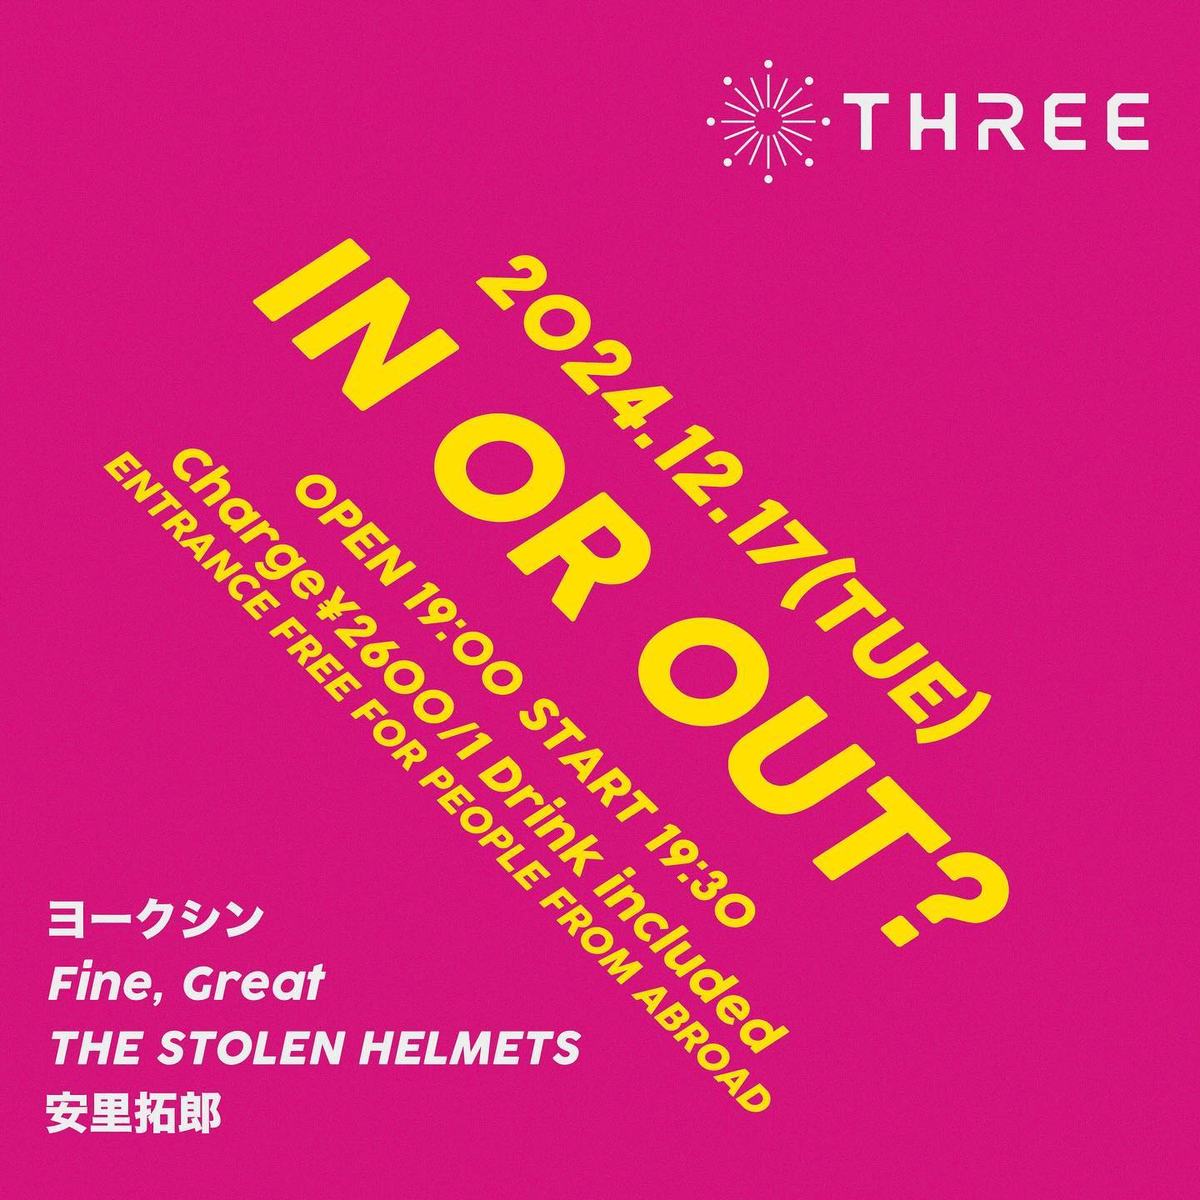 THREE
2024.12.17(TUE)
IN OR OUT?
OPEN 19:00 START 19:30
Charge¥2600/1 Drink included
ENTRANCE FREE FOR PEOPLE FROM ABROAD
ヨークシン
Fine, Great
THE STOLEN HELMETS
安里拓郎